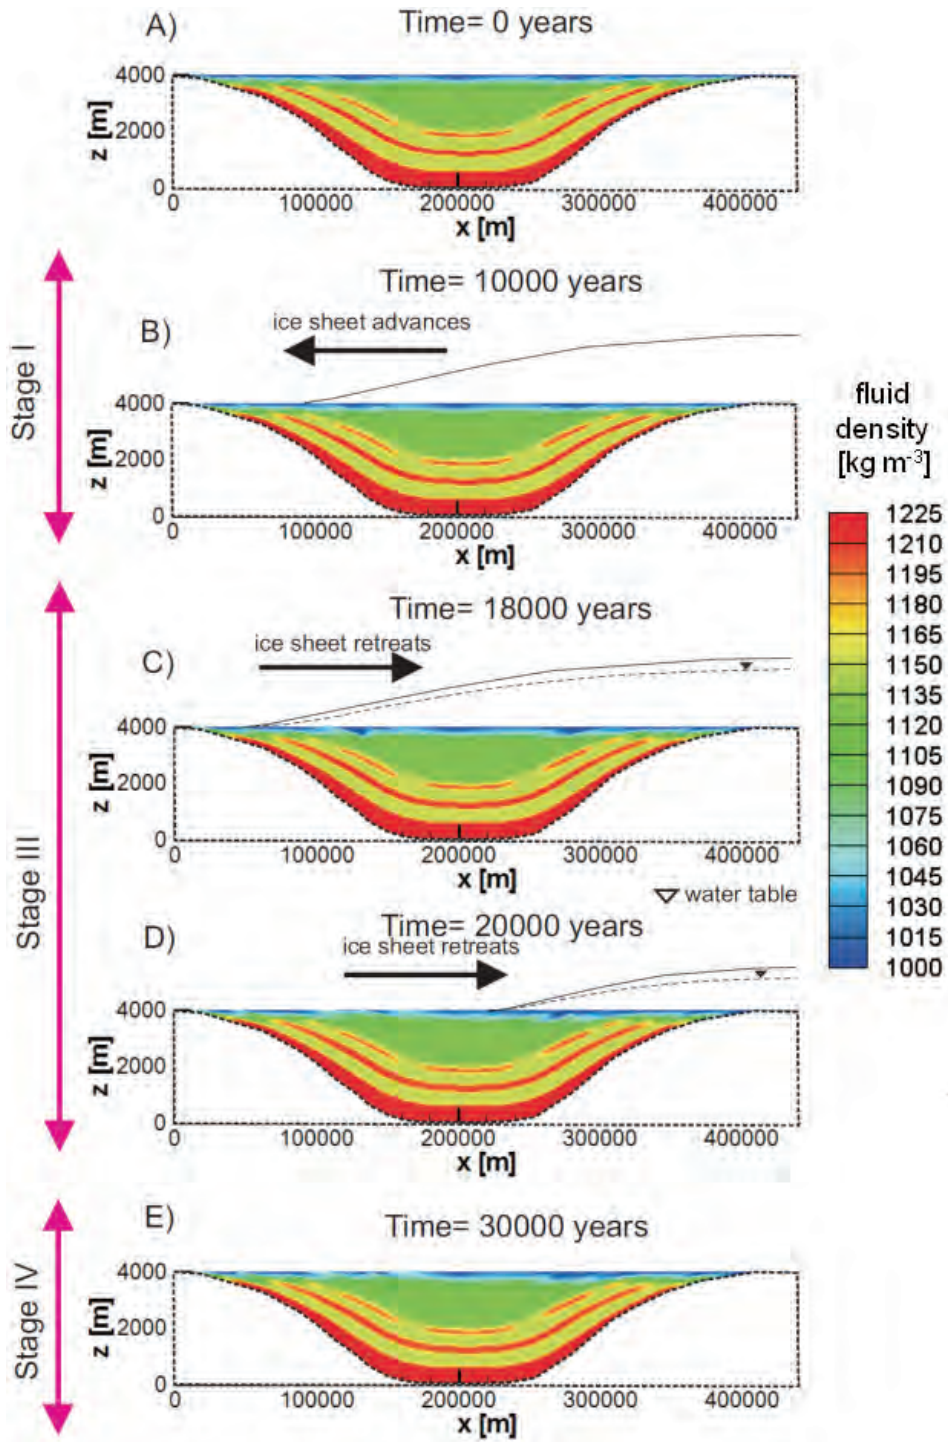 A)
Time= 0 years
4000
2000
0
z [m]
0 100000 200000 300000 400000
x [m]
Stage I
Time= 10000 years
B)
ice sheet advances
4000
2000
0
z [m]
0 100000 200000 300000 400000
x [m]
fluid
density
[kg m-3]
1225
1210
1195
1180
1165
1150
1135
1120
1105
1090
1075
1060
1045
1030
1015
1000
Stage III
Time= 18000 years
C)
ice sheet retreats
4000
2000
0
z [m]
0 100000 200000 300000 400000
x [m]
water table
D)
Time= 20000 years
ice sheet retreats
4000
2000
0
z [m]
0 100000 200000 300000 400000
x [m]
Stage IV
E)
Time= 30000 years
4000
2000
0
z [m]
0 100000 200000 300000 400000
x [m]